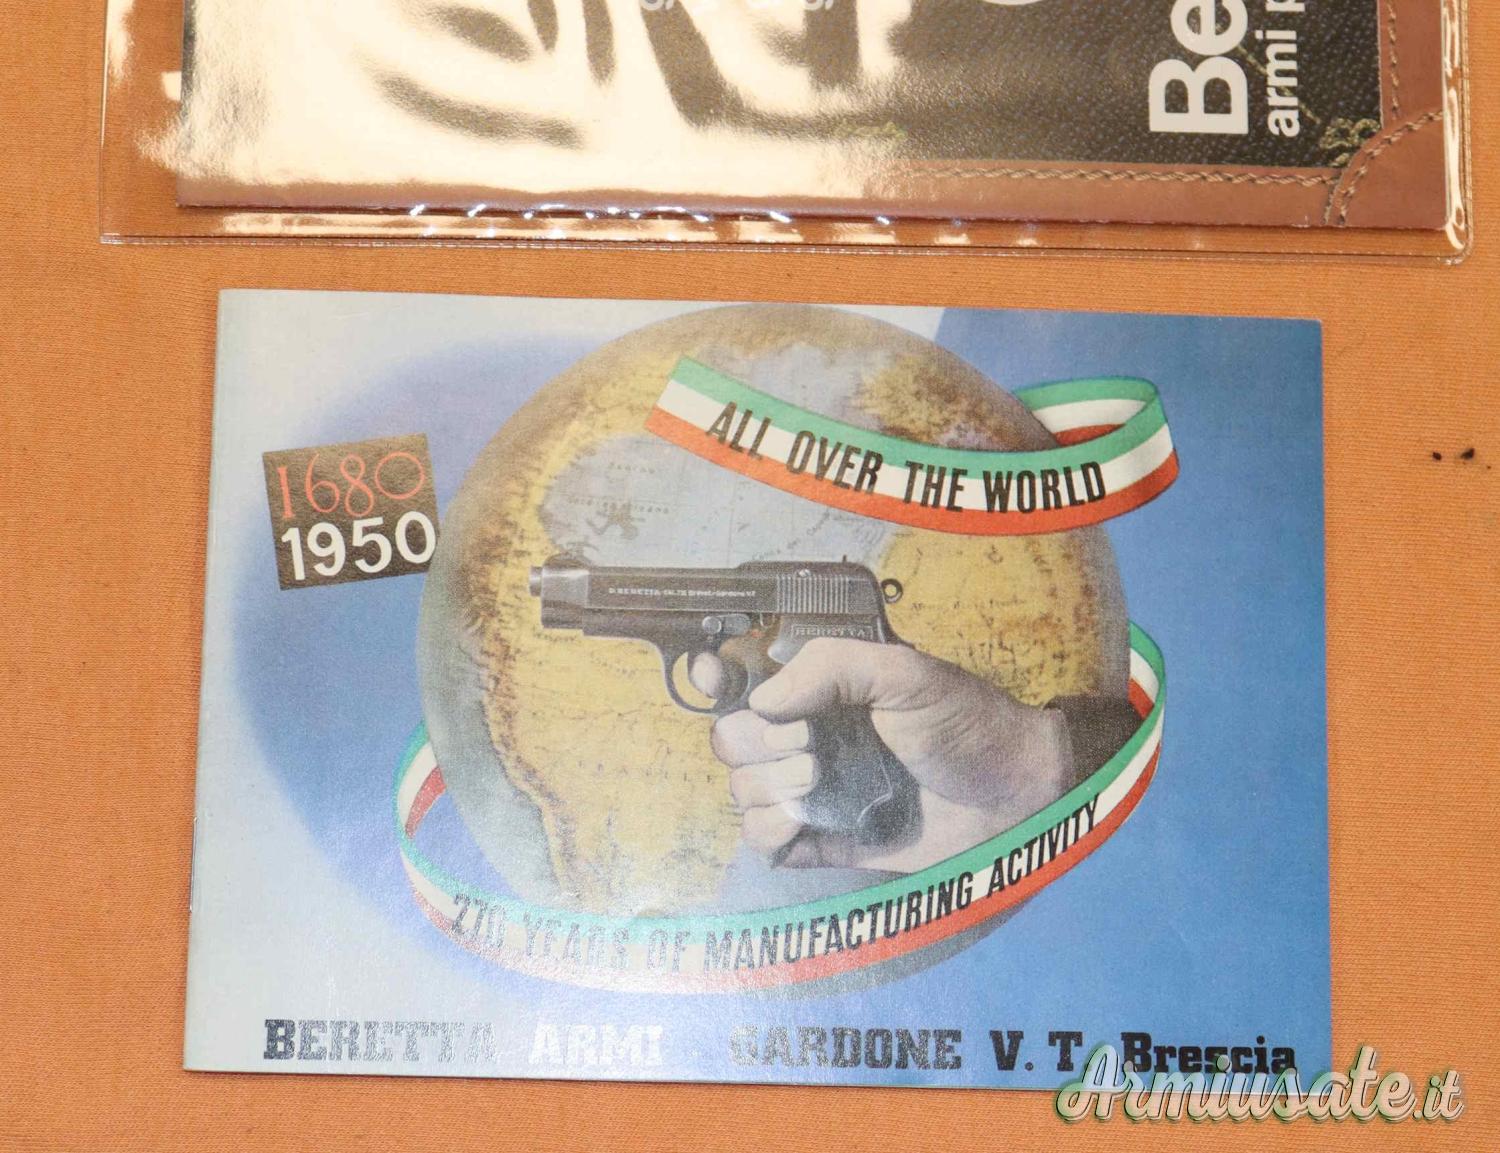 Be
armi p
1680
1950
ALL OVER THE WORLD
BERETTA
270 YEARS OF MANUFACTURING ACTIVITY
BERETTA ARMI GARDONE V. T. Brescia
Armiusate.it